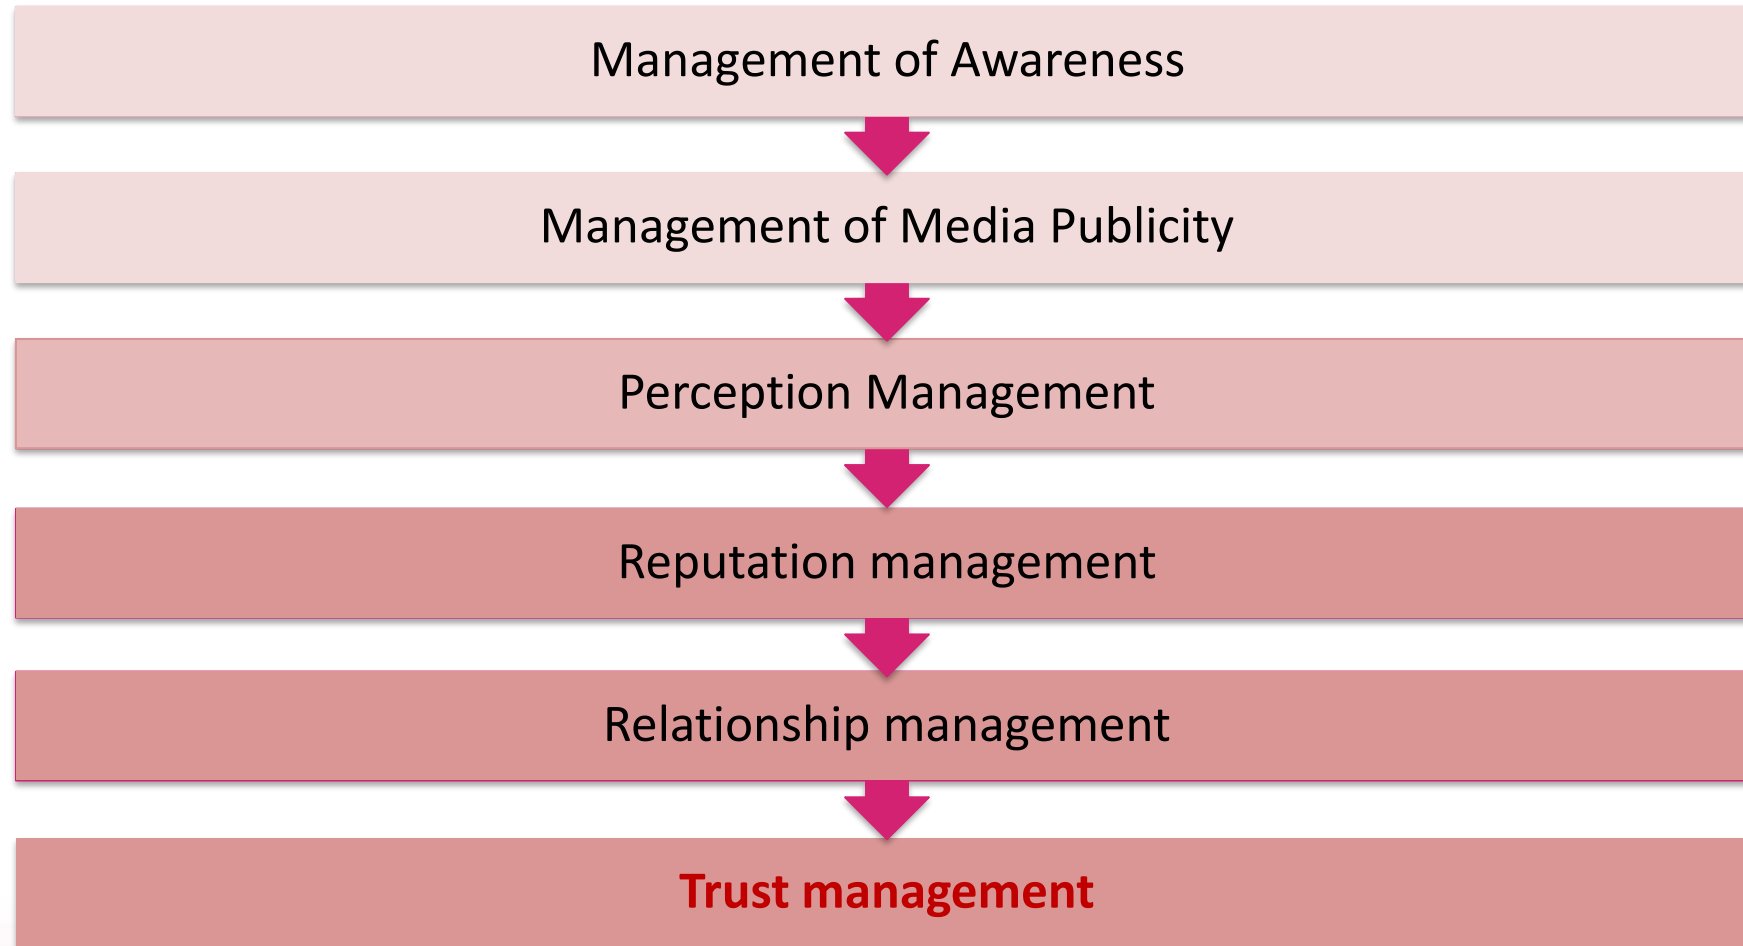 Management of Awareness
Management of Media Publicity
Perception Management
Reputation management
Relationship management
Trust management